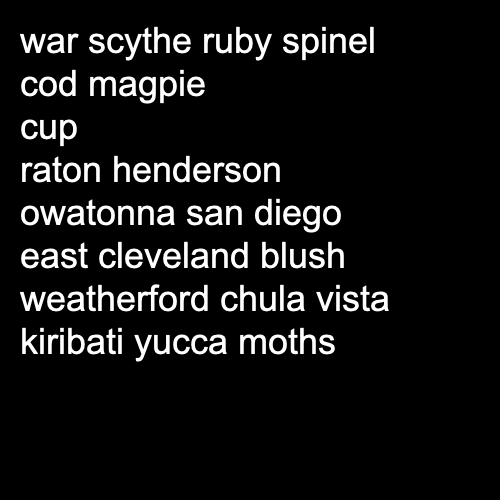 war scythe ruby spinel
cod magpie
cup
raton henderson
owatonna san diego
east cleveland blush
weatherford chula vista
kiribati yucca moths